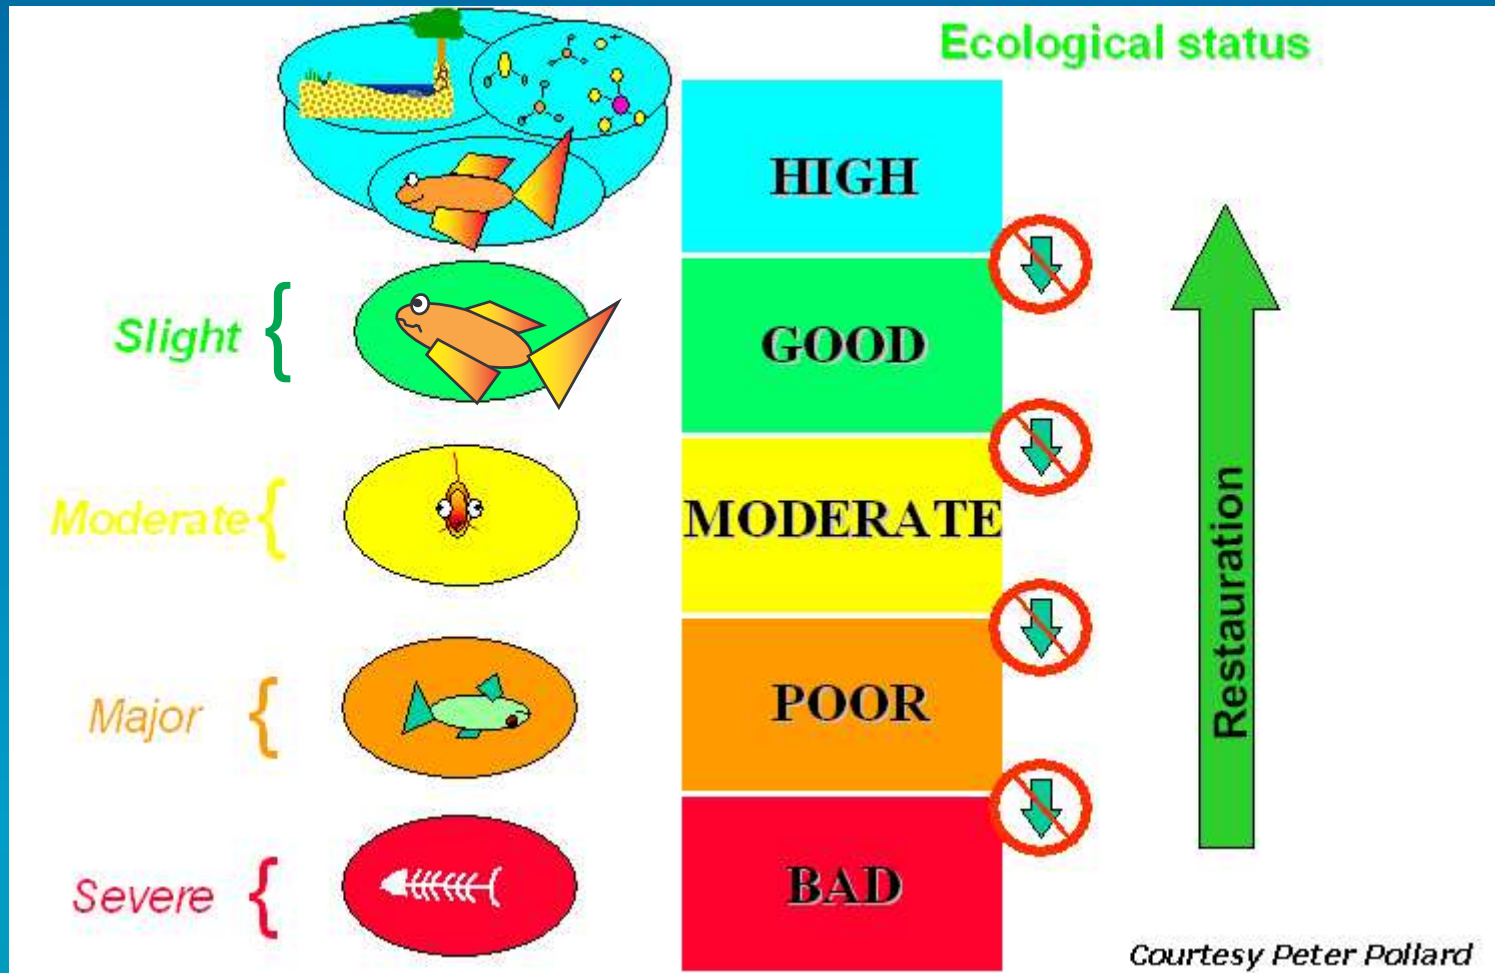 Ecological status
HIGH
Slight {
GOOD
Moderate {
MODERATE
Restauration
Major {
POOR
Severe {
BAD
Courtesy Peter Pollard